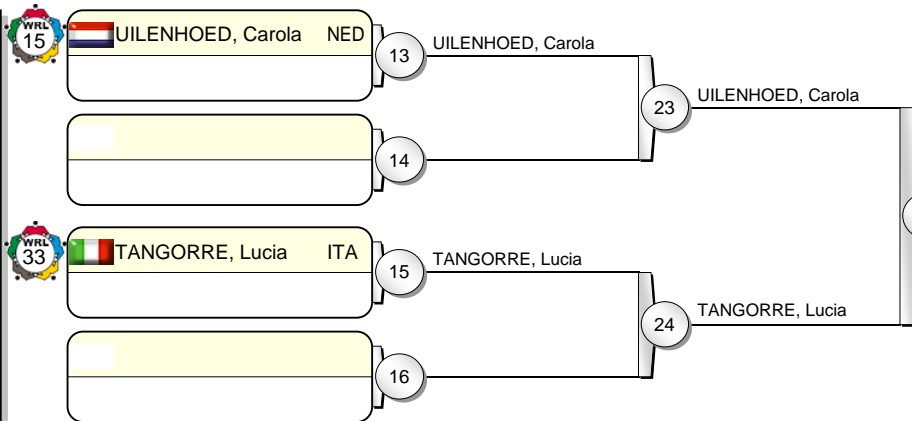 WRL
15
UILENHOED, Carola NED
13
UILENHOED, Carola
23
UILENHOED, Carola
14
WRL
33
TANGORRE, Lucia ITA
15
TANGORRE, Lucia
24
TANGORRE, Lucia
16